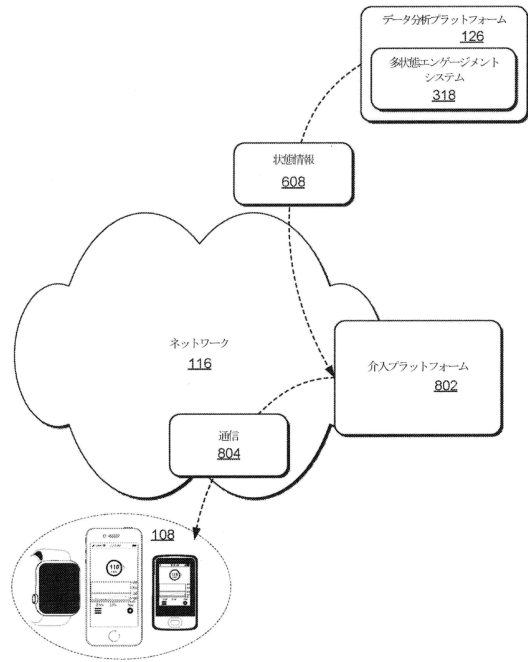 データ分析プラットフォーム
126
多状態エンゲージメント
システム
318
状態情報
608
ネットワーク
116
介入プラットフォーム
802
通信
804
108
110